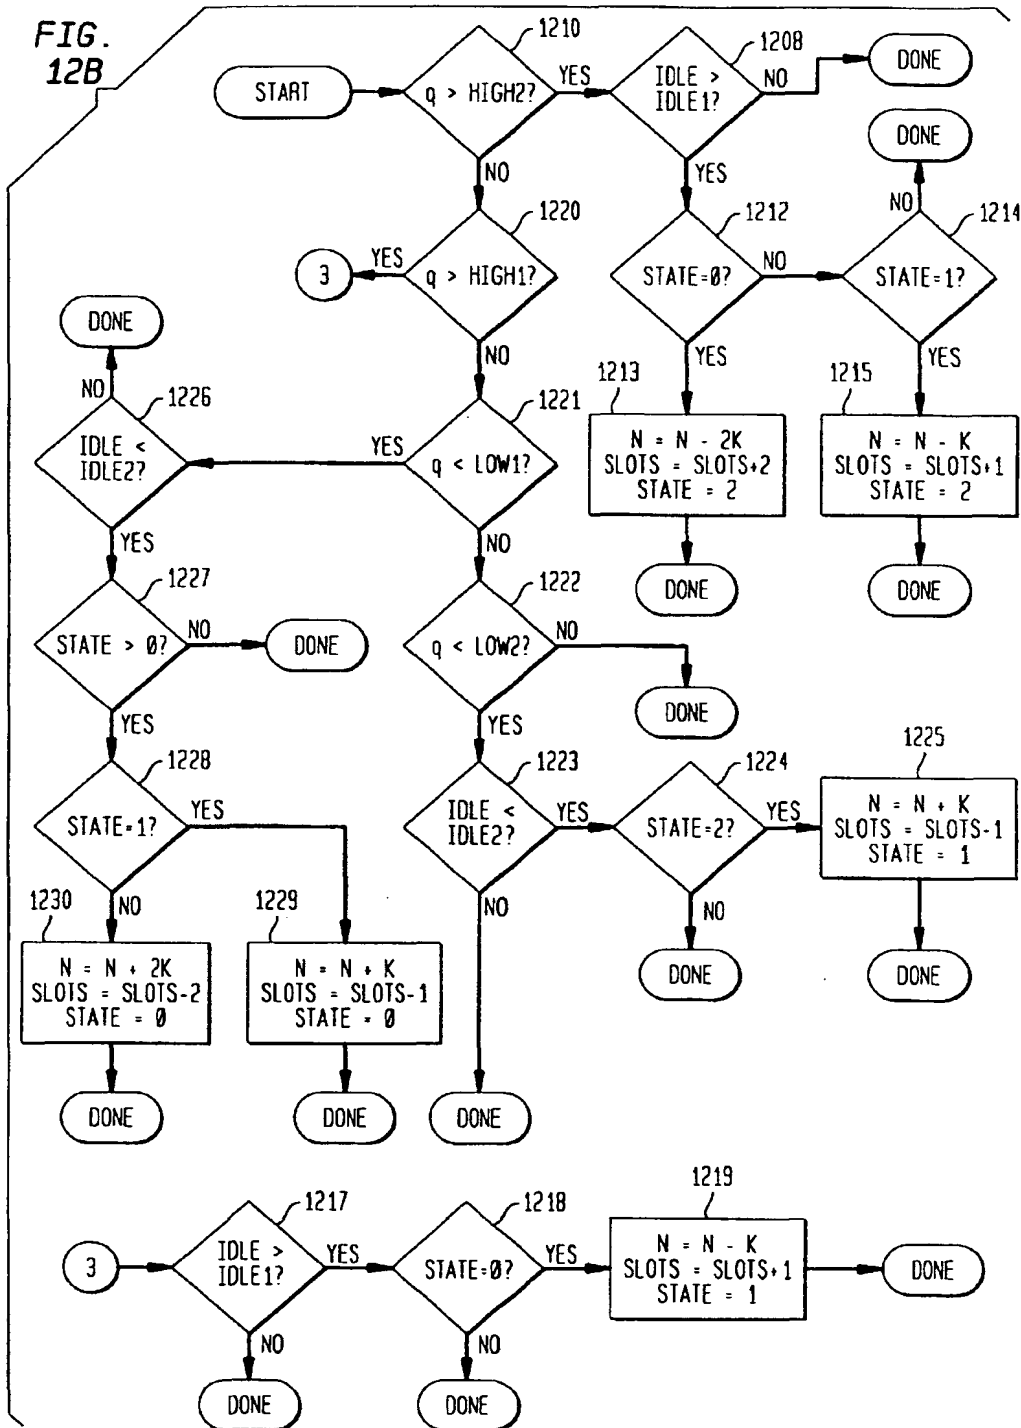 FIG.
12B
START
1210
q > HIGH2?
YES
NO
1208
IDLE >
IDLE1?
NO
DONE
YES
DONE
1220
q > HIGH1?
YES
3
NO
1212
STATE=0?
NO
YES
1214
STATE=1?
NO
YES
DONE
1226
IDLE <
IDLE2?
NO
YES
1221
q < LOW1?
YES
NO
1213
N = N - 2K
SLOTS = SLOTS+2
STATE = 2
DONE
1215
N = N - K
SLOTS = SLOTS+1
STATE = 2
DONE
1227
STATE > 0?
NO
DONE
YES
1222
q < LOW2?
NO
DONE
YES
1228
STATE=1?
YES
NO
1223
IDLE <
IDLE2?
YES
NO
1224
STATE=2?
YES
NO
DONE
1225
N = N + K
SLOTS = SLOTS-1
STATE = 1
DONE
1230
N = N + 2K
SLOTS = SLOTS-2
STATE = 0
DONE
1229
N = N + K
SLOTS = SLOTS-1
STATE = 0
DONE
DONE
3
1217
IDLE >
IDLE1?
YES
NO
DONE
1218
STATE=0?
YES
NO
DONE
1219
N = N - K
SLOTS = SLOTS+1
STATE = 1
DONE